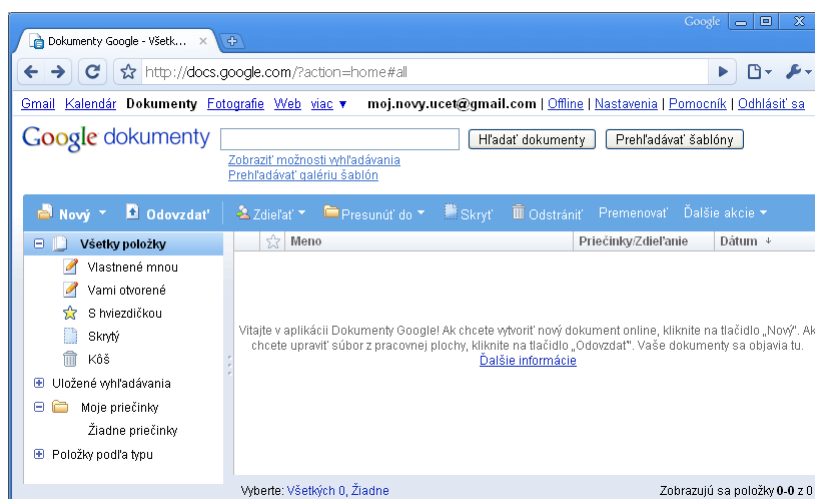 Google
Dokumenty Google - Všetk...
http://docs.google.com/?action=home#all
Gmail Kalendár Dokumenty Fotografie Web viac ▼ moj.novy.ucet@gmail.com | Offline | Nastavenia | Pomocník | Odhlásiť sa
Google dokumenty Hľadať dokumenty Prehľadávať šablóny
Zobraziť možnosti vyhľadávania
Prehľadávať galériu šablón
Nový Odovzdať Zdieľať Presunúť do Skryť Odstrániť Premenovať Ďalšie akcie
Všetky položky Meno Priečinky/Zdieľanie Dátum
Vlastnené mnou
Vami otvorené
S hviezdičkou
Skrytý
Kôš
Uložené vyhľadávania
Moje priečinky
Žiadne priečinky
Položky podľa typu
Vitajte v aplikácii Dokumenty Google! Ak chcete vytvoriť nový dokument online, kliknite na tlačidlo „Nový". Ak
chcete upraviť súbor z pracovnej plochy, kliknite na tlačidlo „Odovzdať". Vaše dokumenty sa objavia tu.
Ďalšie informácie
Vyberte: Všetkých 0, Žiadne Zobrazujú sa položky 0-0 z 0